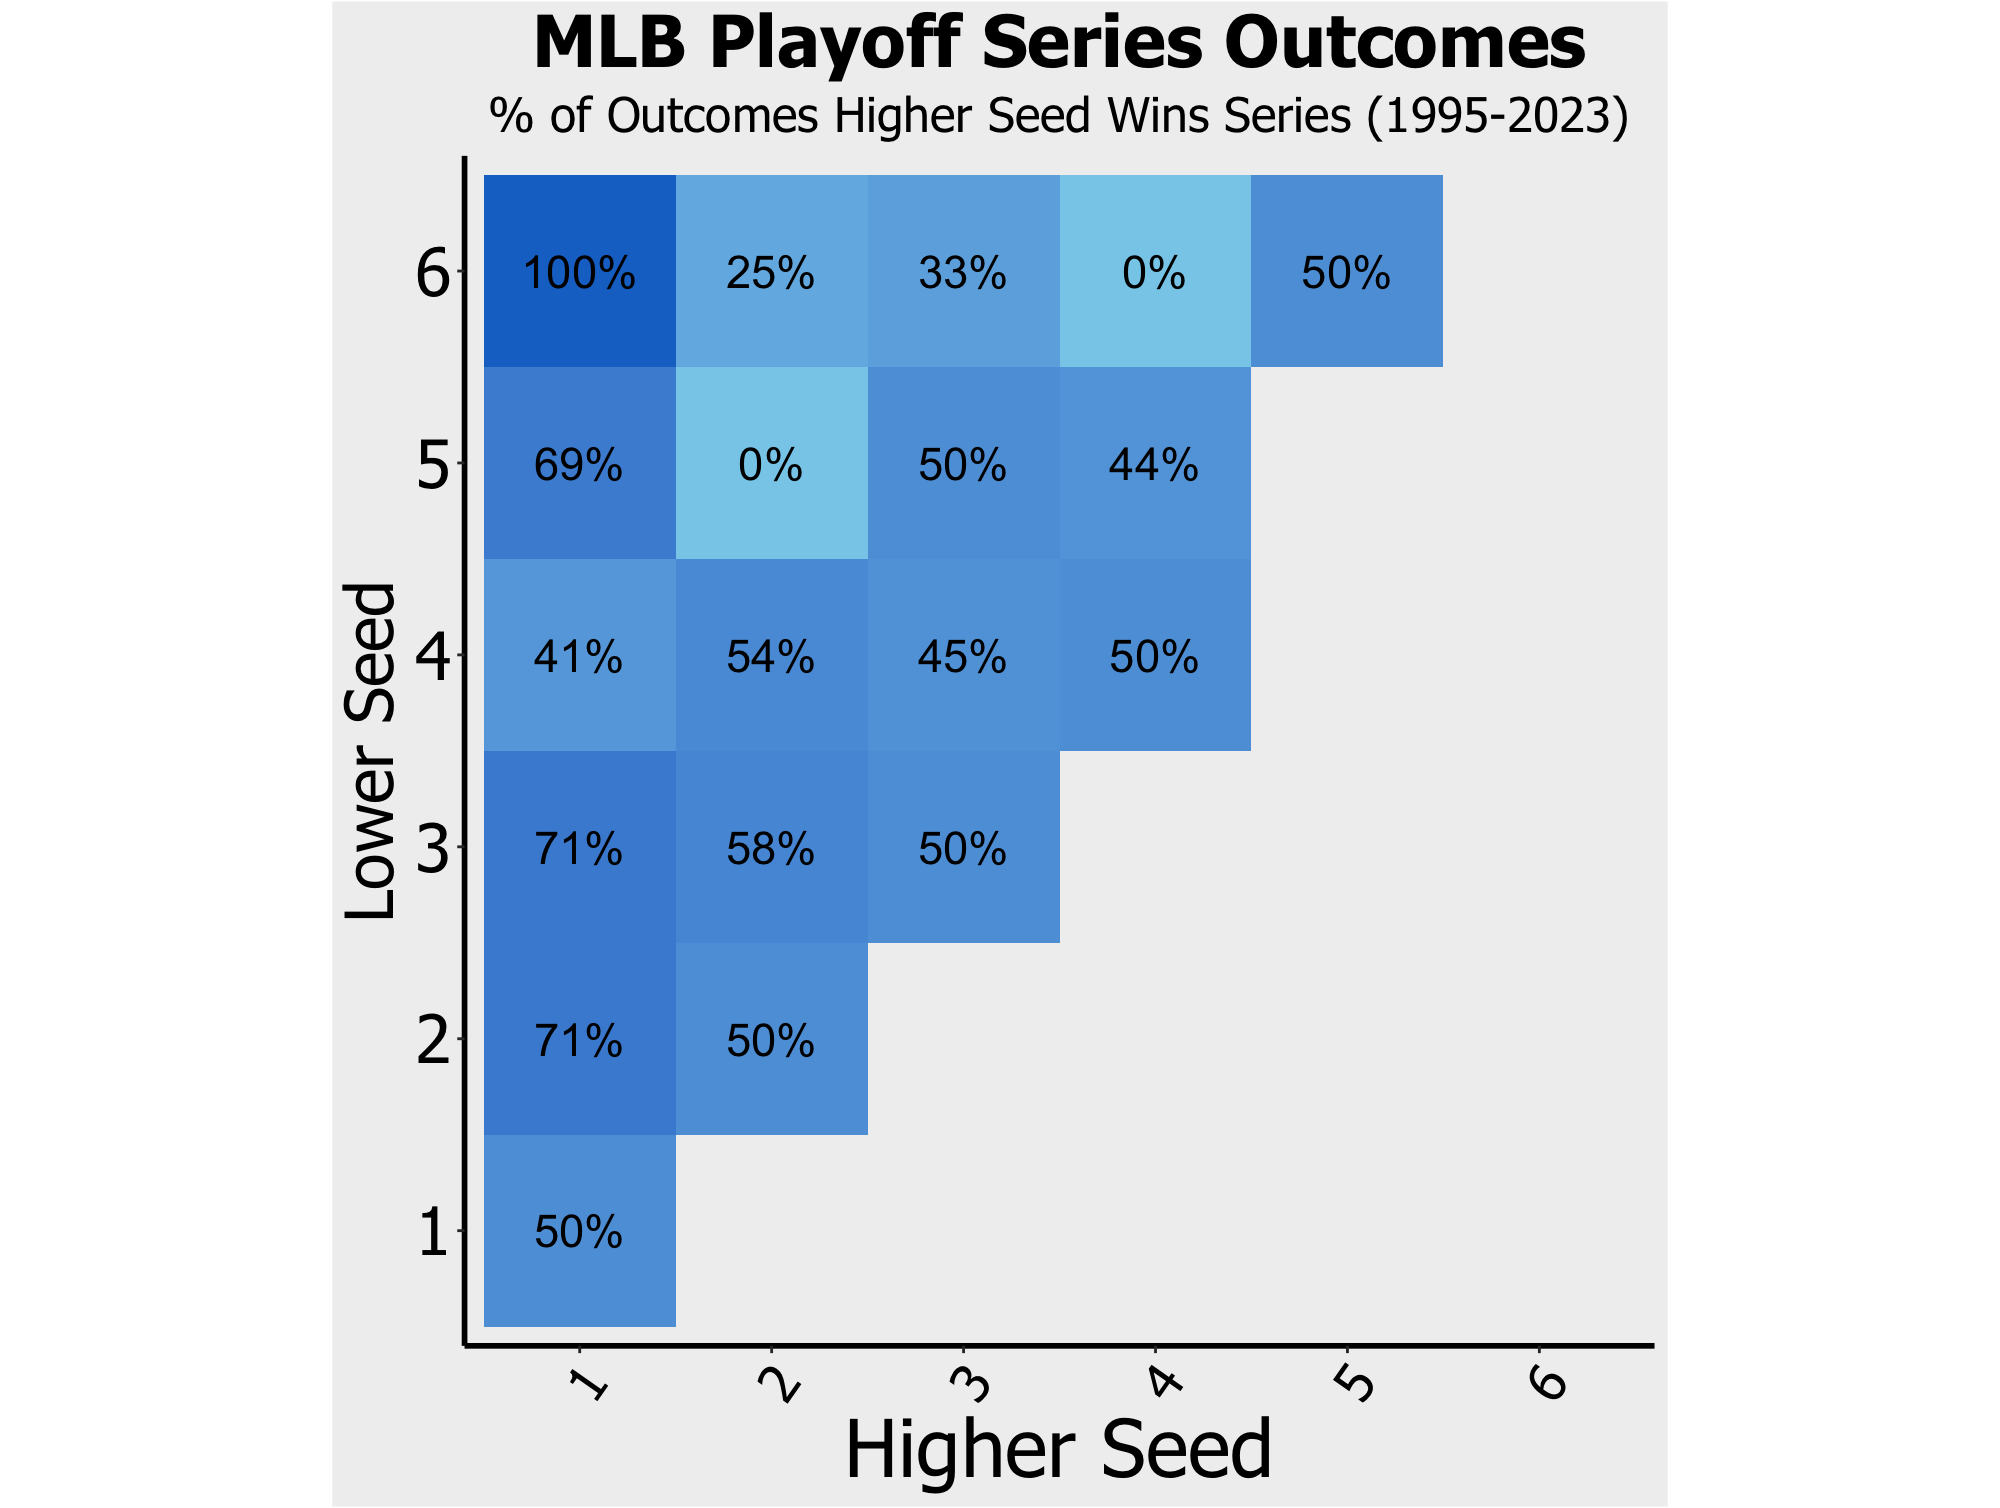 MLB Playoff Series Outcomes
% of Outcomes Higher Seed Wins Series (1995-2023)
Lower Seed
6 100% 25% 33% 0% 50%
5 69% 0% 50% 44%
4 41% 54% 45% 50%
3 71% 58% 50%
2 71% 50%
1 50%
1 2 3 4 5 6
Higher Seed